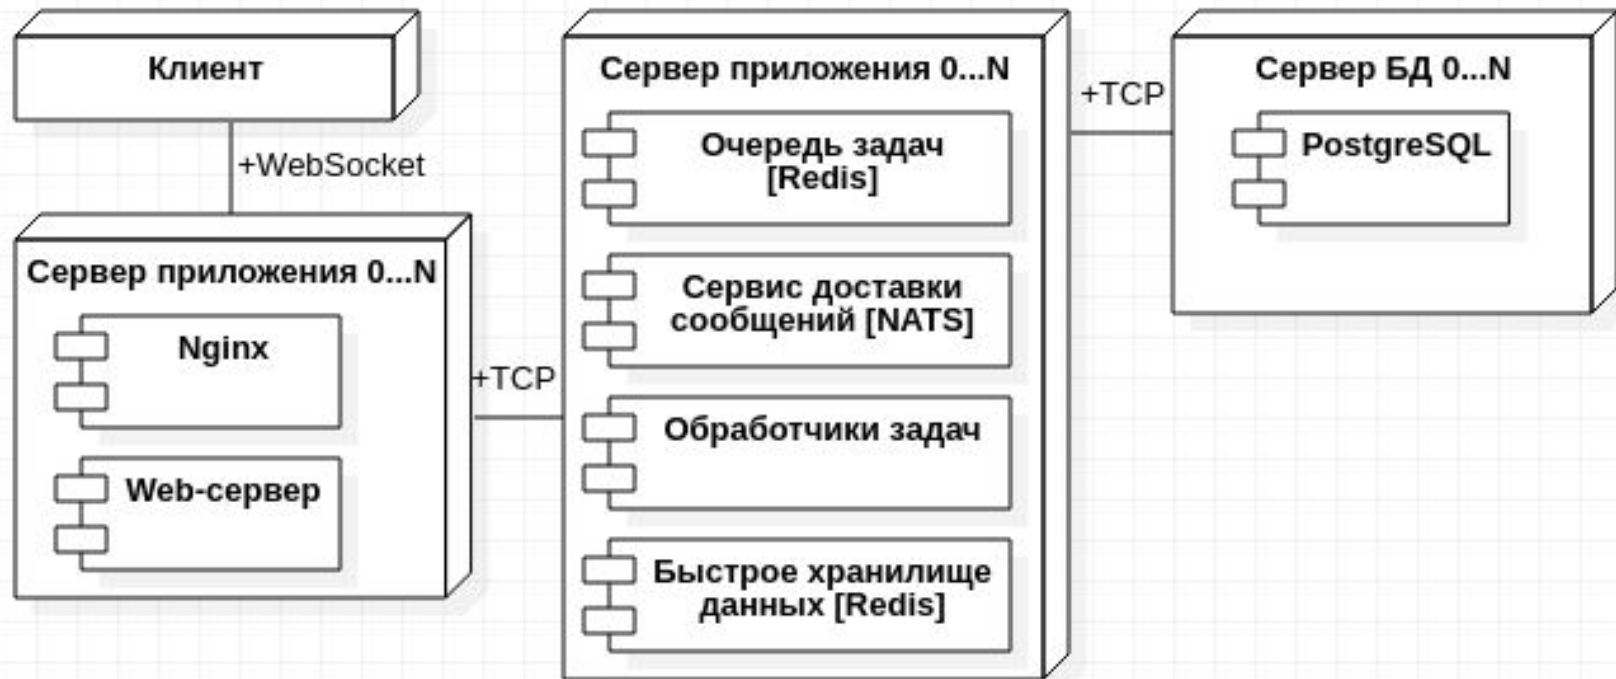 Клиент
+WebSocket
Сервер приложения 0...N
Nginx
Web-сервер
+TCP
Сервер приложения 0...N
Очередь задач
[Redis]
Сервис доставки
сообщений [NATS]
Обработчики задач
Быстрое хранилище
данных [Redis]
+TCP
Сервер БД 0...N
PostgreSQL